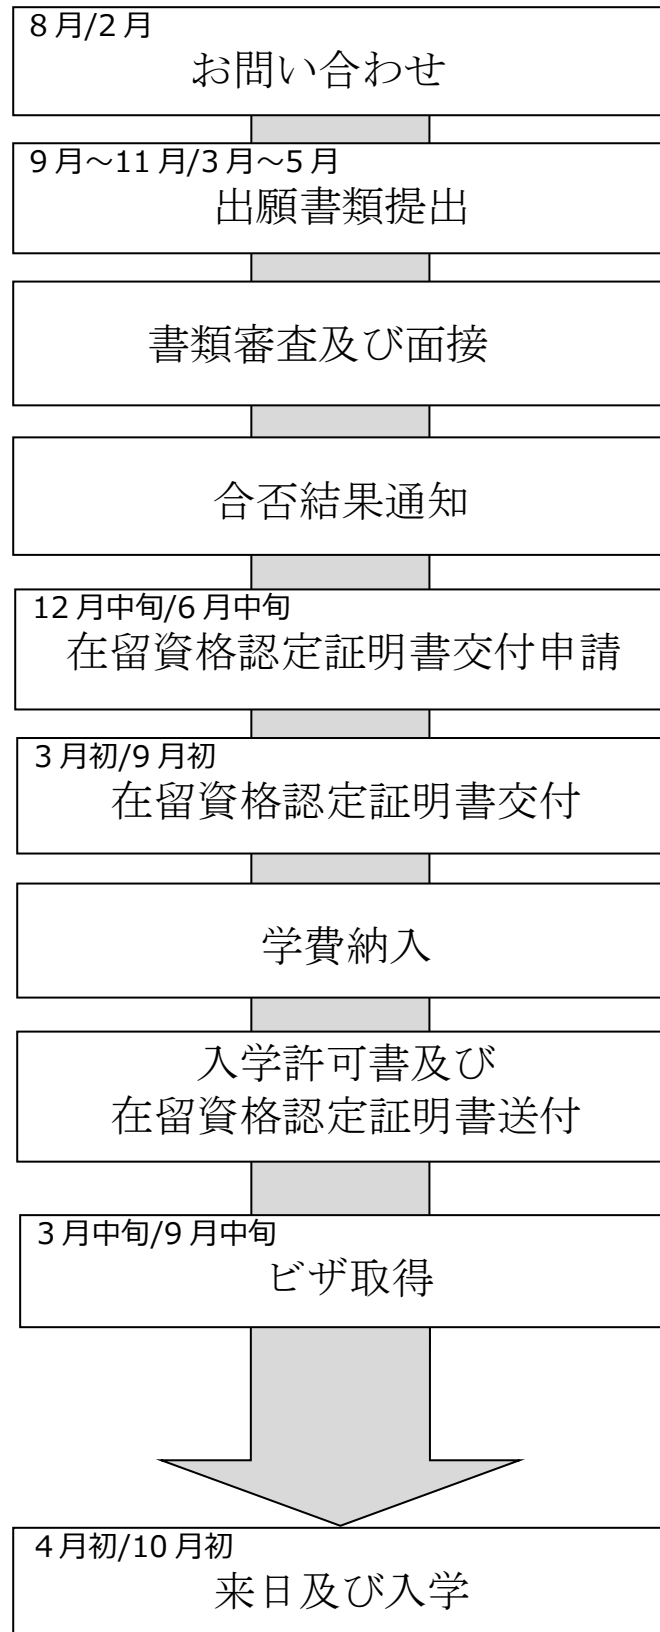 8月/2月
お問い合わせ
9月～11月/3月～5月
出願書類提出
書類審査及び面接
合否結果通知
12月中旬/6月中旬
在留資格認定証明書交付申請
3月初/9月初
在留資格認定証明書交付
学費納入
入学許可書及び
在留資格認定証明書送付
3月中旬/9月中旬
ビザ取得
4月初/10月初
来日及び入学